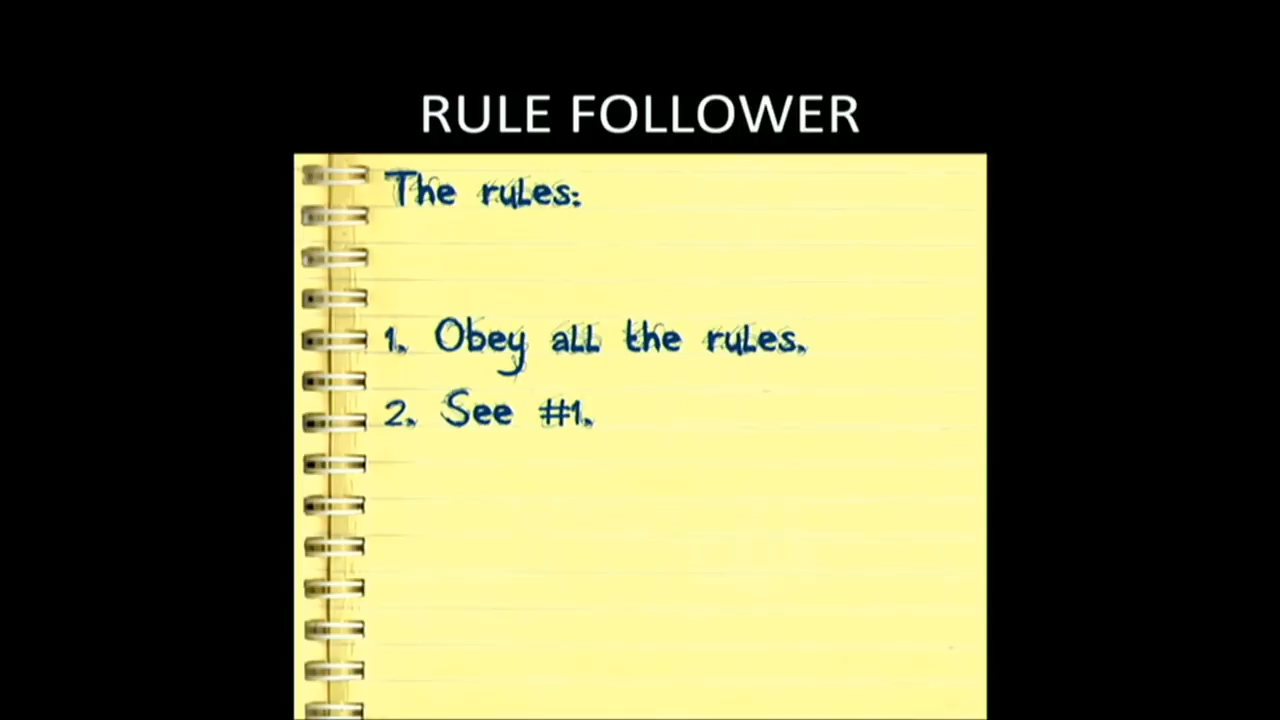 RULE FOLLOWER
The rules:
1. Obey all the rules.
2. See #1.